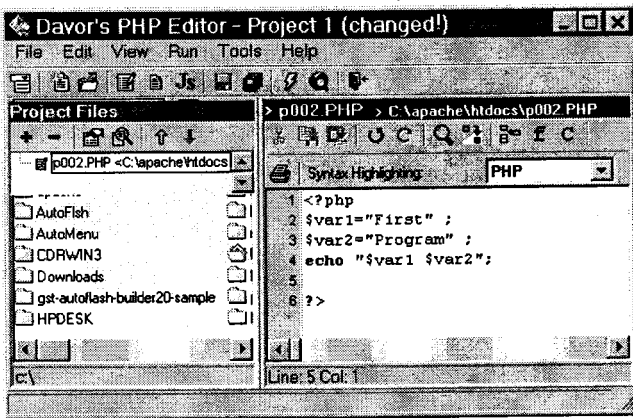 Davor's PHP Editor - Project 1 (changed!)
File Edit View Run Tools Help
Js
Project Files
> p002.PHP > C:\apache\htdocs\p002.PHP
p002.PHP <C:\apache\htdocs
Syntax Highlighting: PHP
AutoFlsh
AutoMenu
CDRWIN3
Downloads
gst-autoflash-builder20-sample
HPDESK
1 <?php
2 $var1="First" ;
3 $var2="Program" ;
4 echo "$var1 $var2";
5
6 ?>
c:\
Line: 5 Col: 1